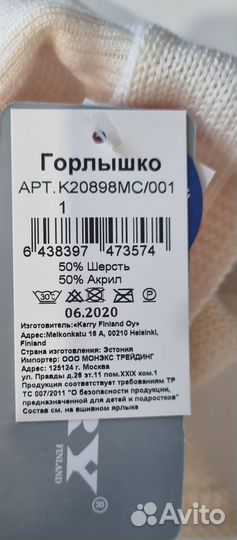 Горлышко
АРТ.K20898MC/001
1
6 438397 473574
50% Шерсть
50% Акрил
30
06.2020
Изготовитель:«Kerry Finland Oy»
Адрес:Melkonkatu 16 A, 00210 Helsinki,
Finland
Страна изготовления: Эстония
Импортер: ООО МОНЭКС ТРЕЙДИНГ
Адрес: 125124 г. Москва
ул. Правды д.26 эт.11 пом.XXIX ком.1
Продукция соответствует требованиям ТР
ТС 007/2011 "О безопасности продукции,
предназначенной для детей и подростков"
Состав см. на вшивном ярлыке
RY
FINLAND
Avito